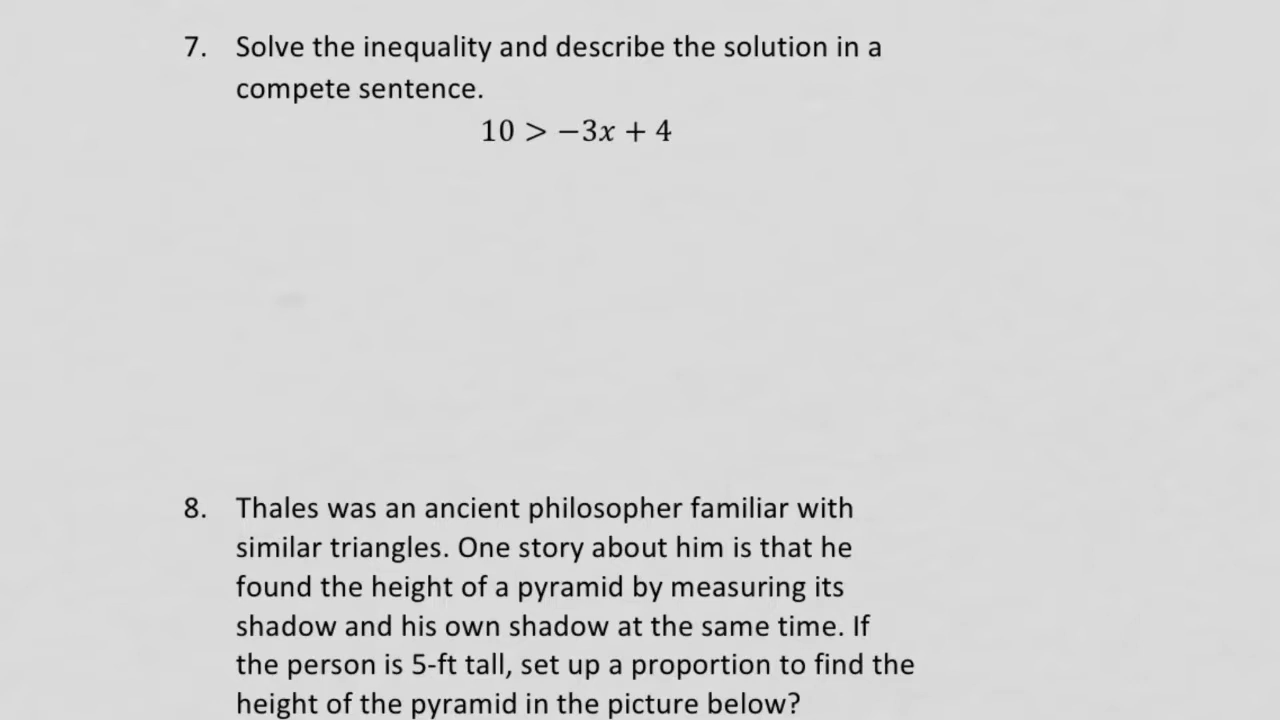 7. Solve the inequality and describe the solution in a
compete sentence.
10 > −3x + 4
8. Thales was an ancient philosopher familiar with
similar triangles. One story about him is that he
found the height of a pyramid by measuring its
shadow and his own shadow at the same time. If
the person is 5-ft tall, set up a proportion to find the
height of the pyramid in the picture below?